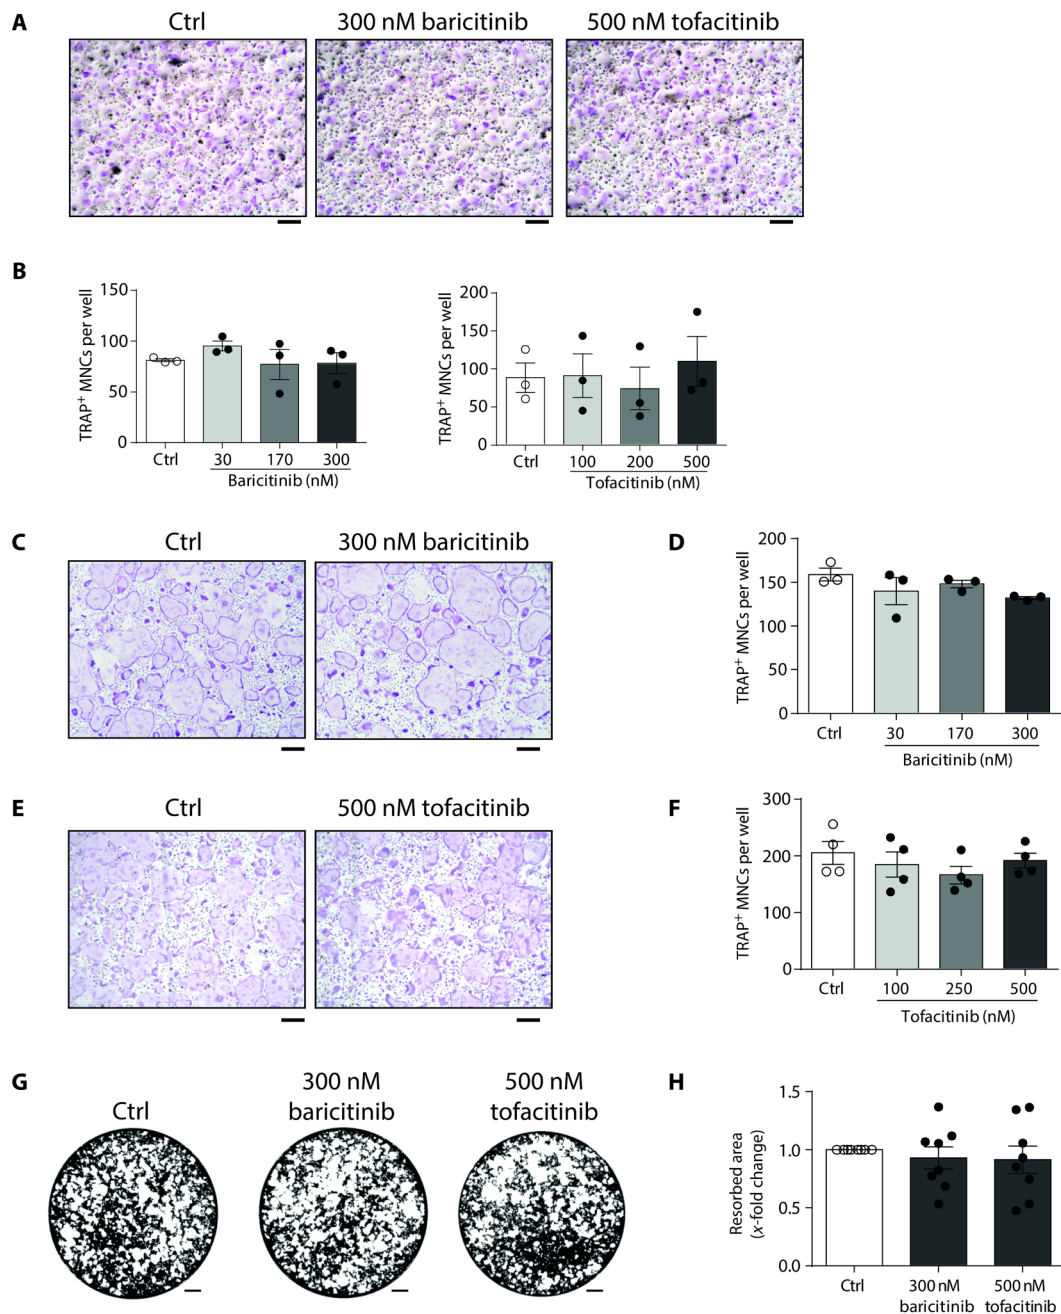 A
Ctrl
300 nM baricitinib
500 nM tofacitinib
B
TRAP+ MNCs per well
150
100
50
0
Ctrl
30
170
300
Baricitinib (nM)
TRAP+ MNCs per well
200
150
100
50
0
Ctrl
100
200
500
Tofacitinib (nM)
C
Ctrl
300 nM baricitinib
D
TRAP+ MNCs per well
200
150
100
50
0
Ctrl
30
170
300
Baricitinib (nM)
E
Ctrl
500 nM tofacitinib
F
TRAP+ MNCs per well
300
200
100
0
Ctrl
100
250
500
Tofacitinib (nM)
G
Ctrl
300 nM
baricitinib
500 nM
tofacitinib
H
Resorbed area
(x-fold change)
1.5
1.0
0.5
0.0
Ctrl
300 nM
baricitinib
500 nM
tofacitinib